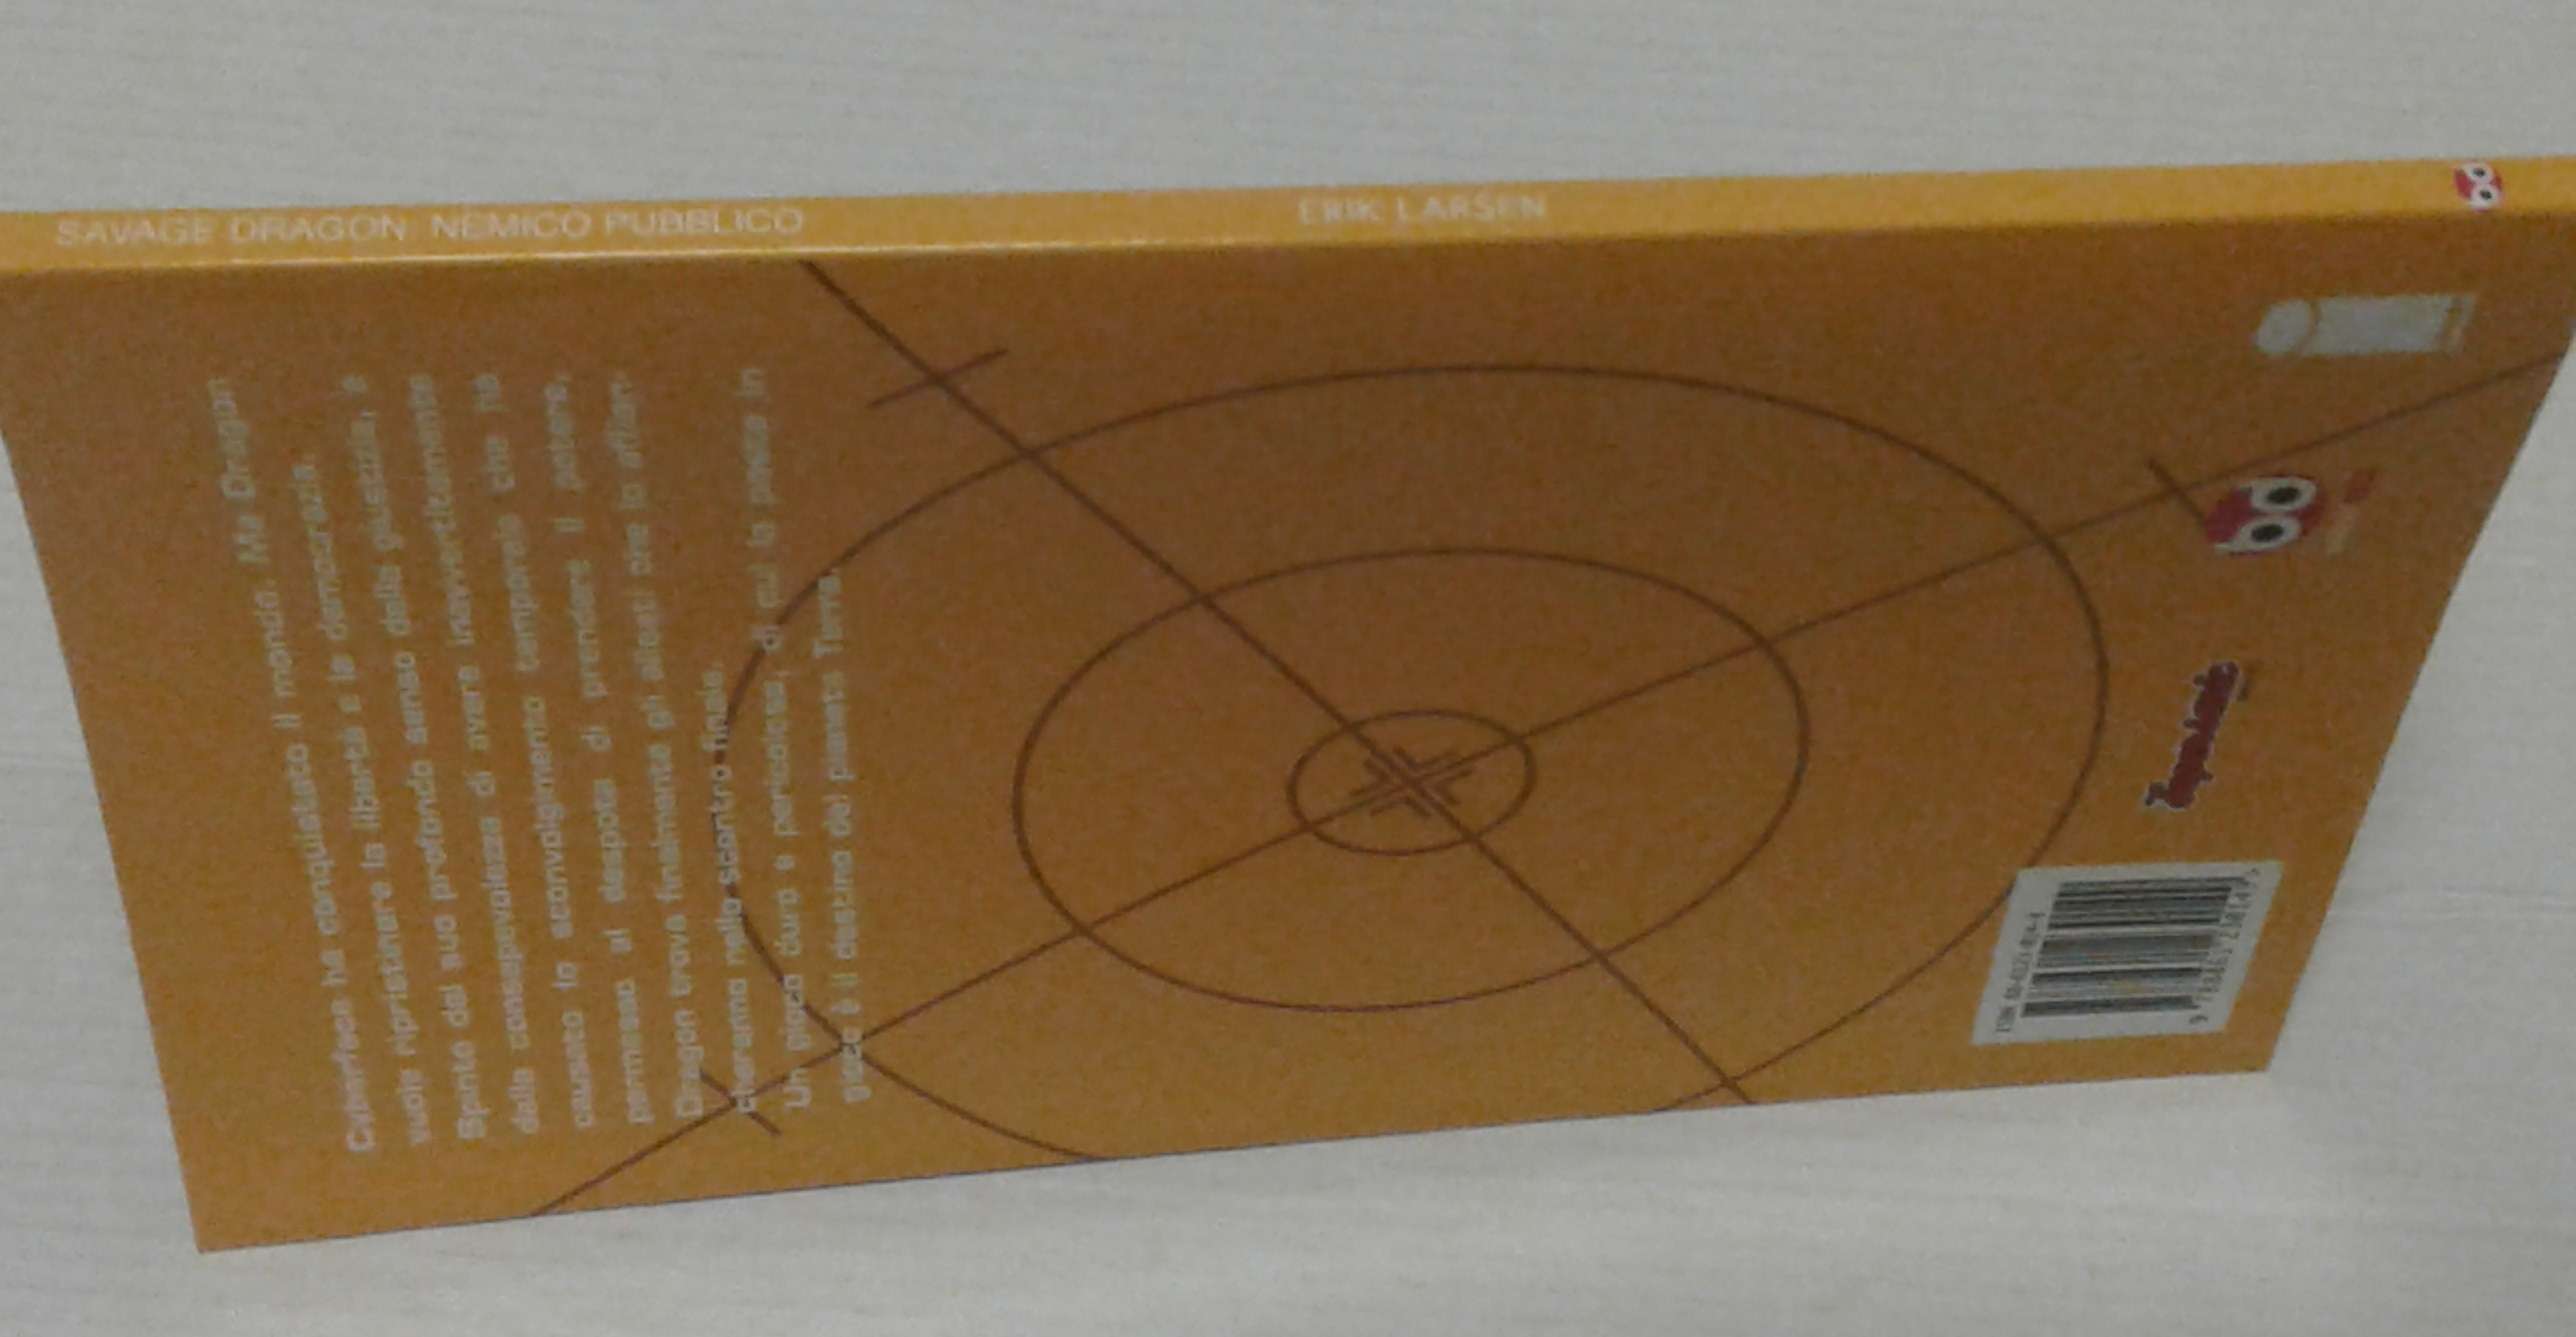 SAVAGE DRAGON: NEMICO PUBBLICO
ERIK LARSEN
Cyberface ha conquistato il mondo. Ma Dragon
vuole ripristinare la libertà e la democrazia.
Spinto dal suo profondo senso della giustizia, e
dalla consapevolezza di avere inavvertitamente
causato lo sconvolgimento temporale che ha
permesso al despota di prendere il potere,
Dragon trova finalmente gli alleati che lo affian-
cheranno nello scontro finale.
Un gioco duro e pericoloso, di cui la posta in
gioco è il destino del pianeta Terra.
ISBN